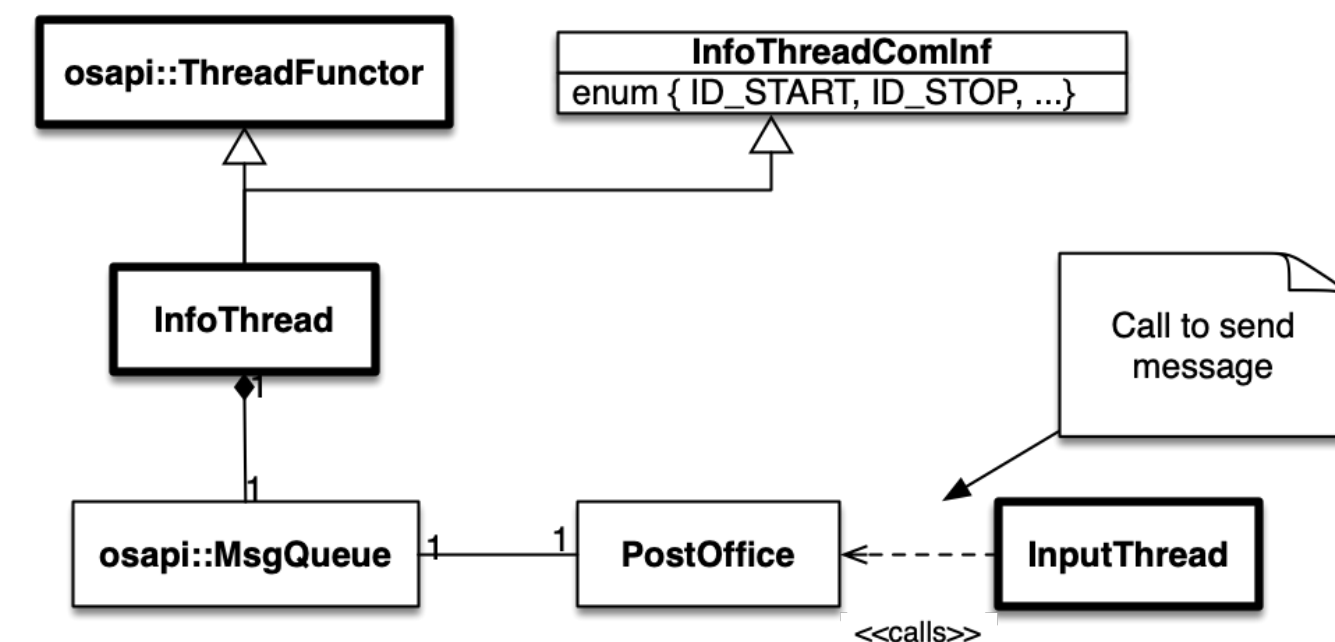 osapi::ThreadFunctor
InfoThreadComInf
enum { ID_START, ID_STOP, ...}
InfoThread
1
1
Call to send
message
osapi::MsgQueue
1
1
PostOffice
InputThread
<<calls>>